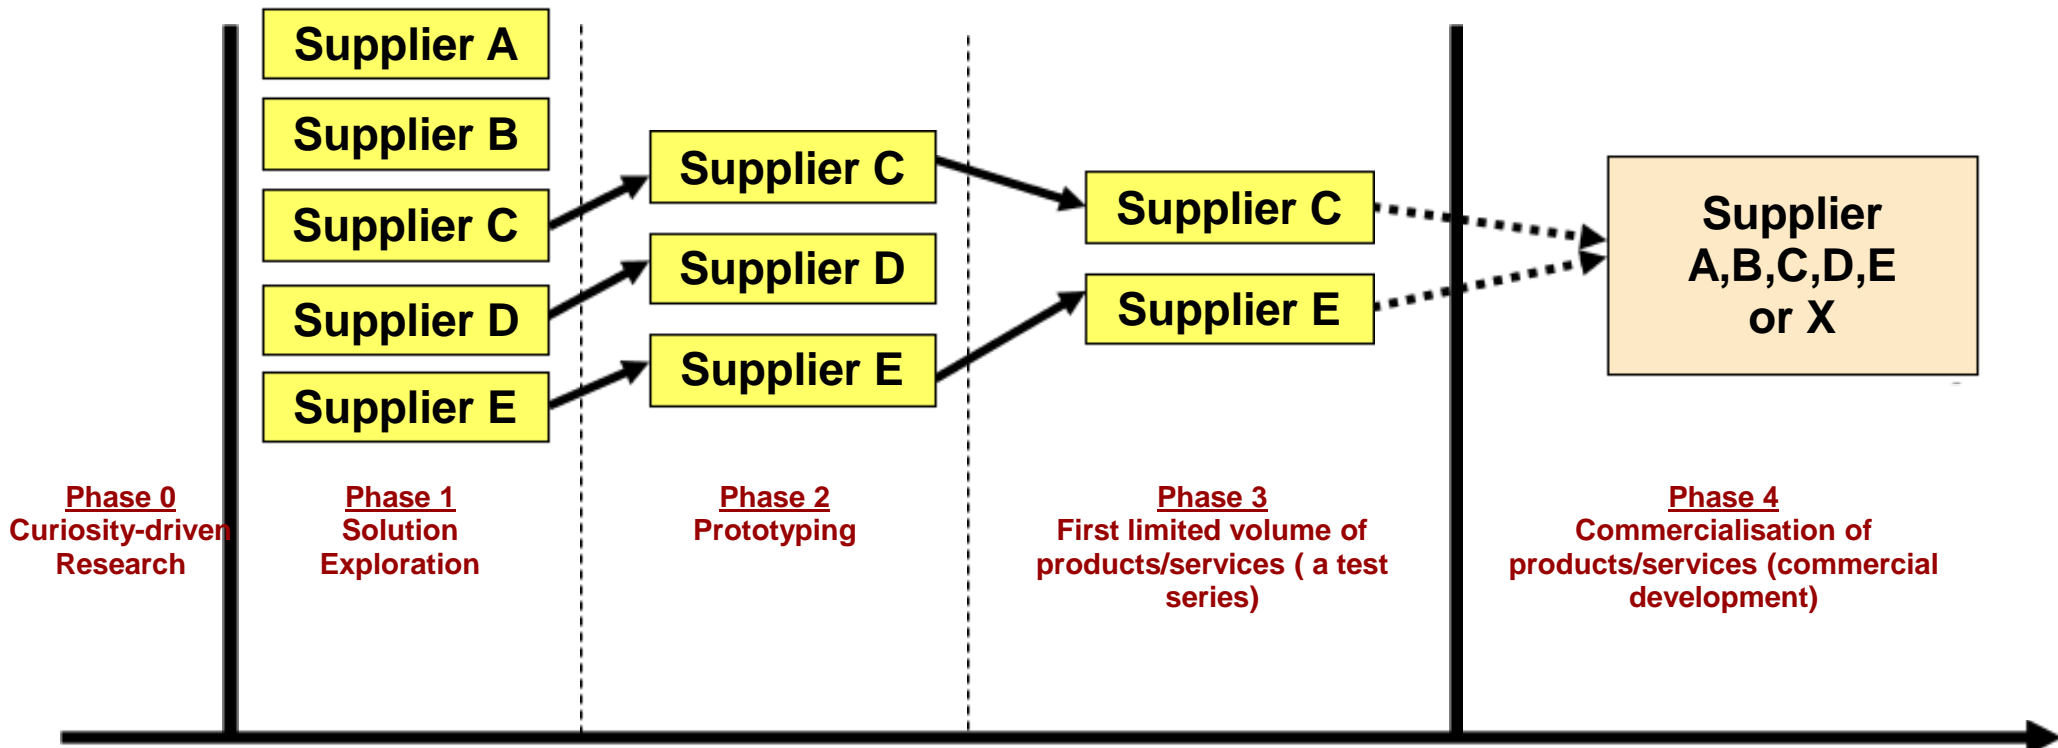 Supplier A
Supplier B
Supplier C
Supplier D
Supplier E
Supplier C
Supplier D
Supplier E
Supplier C
Supplier E
Supplier
A,B,C,D,E
or X
Phase 0
Curiosity-driven
Research
Phase 1
Solution
Exploration
Phase 2
Prototyping
Phase 3
First limited volume of
products/services ( a test
series)
Phase 4
Commercialisation of
products/services (commercial
development)